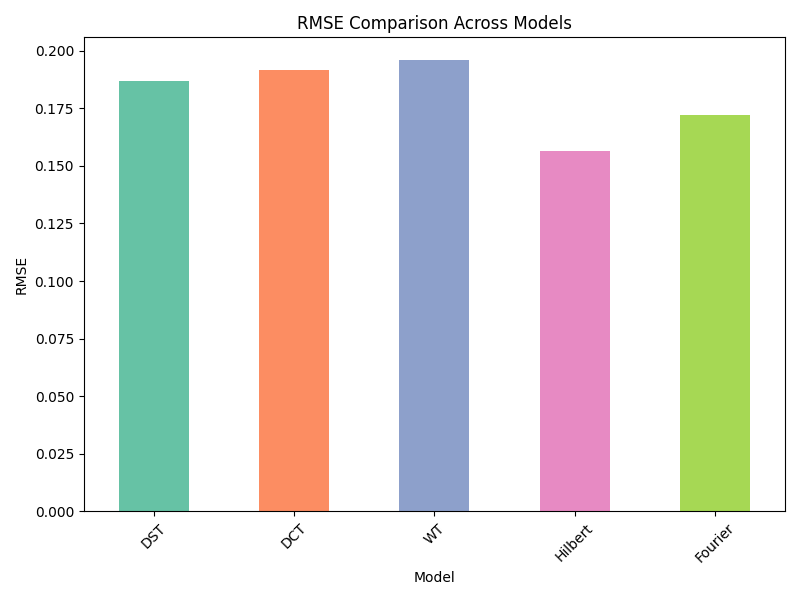 RMSE Comparison Across Models
0.200
0.175
0.150
0.125
0.100
0.075
0.050
0.025
0.000
RMSE
DST
DCT
WT
Hilbert
Fourier
Model